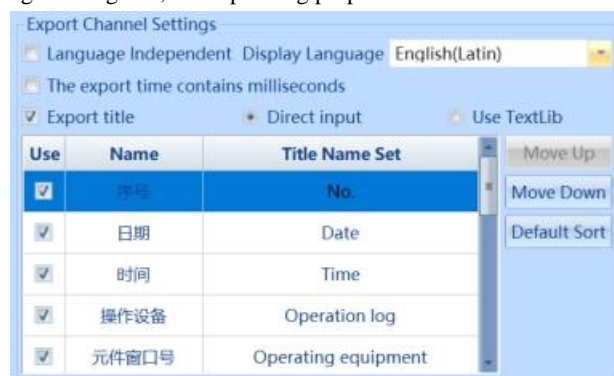 Export Channel Settings
Language Independent Display Language English(Latin)
The export time contains milliseconds
Export title Direct input Use TextLib
Use Name Title Name Set Move Up
序号 No. Move Down
日期 Date Default Sort
时间 Time
操作设备 Operation log
元件窗口号 Operating equipment